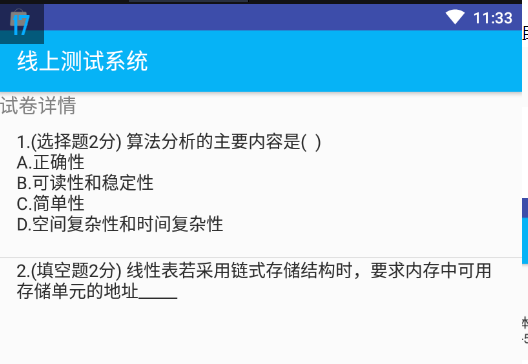 17
11:33
线上测试系统
试卷详情
1.(选择题2分) 算法分析的主要内容是( )
A.正确性
B.可读性和稳定性
C.简单性
D.空间复杂性和时间复杂性
2.(填空题2分) 线性表若采用链式存储结构时，要求内存中可用
存储单元的地址_____